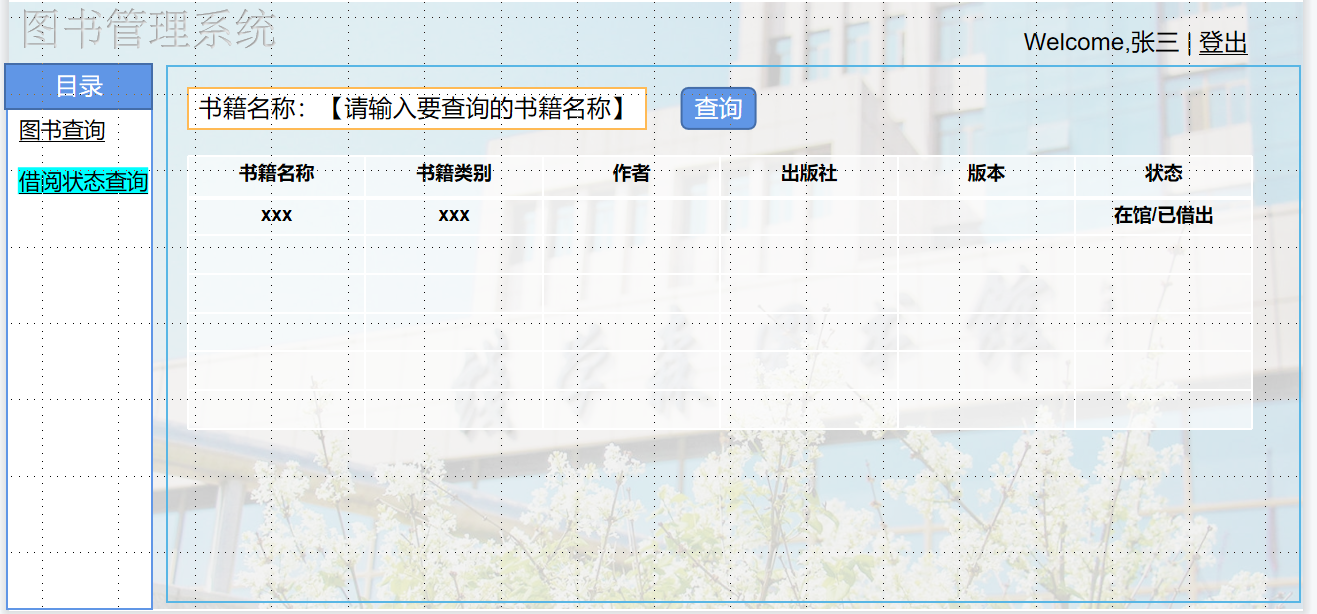 图书管理系统
Welcome,张三 | 登出
目录
图书查询
借阅状态查询
书籍名称：【请输入要查询的书籍名称】 查询
书籍名称 书籍类别 作者 出版社 版本 状态
xxx xxx 在馆/已借出